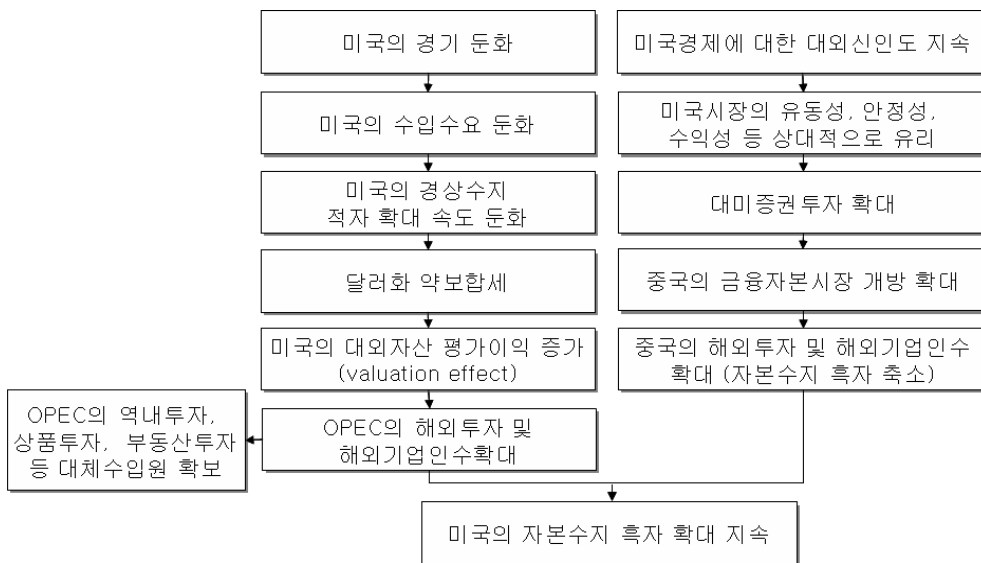 미국의 경기 둔화
미국의 수입수요 둔화
미국의 경상수지
적자 확대 속도 둔화
달러화 약보합세
미국의 대외자산 평가이익 증가
(valuation effect)
OPEC의 해외투자 및
해외기업인수확대
OPEC의 역내투자,
상품투자, 부동산투자
등 대체수입원 확보
미국경제에 대한 대외신인도 지속
미국시장의 유동성, 안정성,
수익성 등 상대적으로 유리
대미증권투자 확대
중국의 금융자본시장 개방 확대
중국의 해외투자 및 해외기업인수
확대 (자본수지 흑자 축소)
미국의 자본수지 흑자 확대 지속